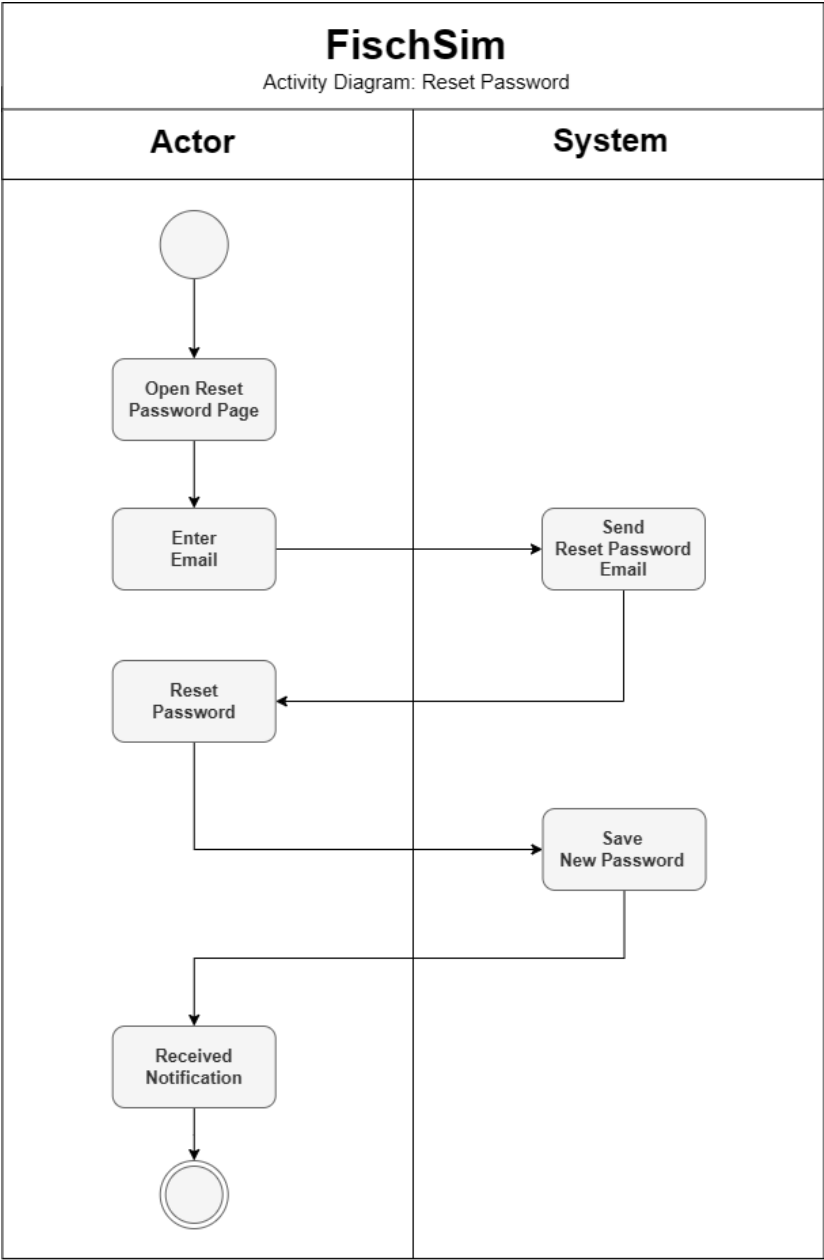 FischSim
Activity Diagram: Reset Password
Actor
System
Open Reset
Password Page
Enter
Email
Send
Reset Password
Email
Reset
Password
Save
New Password
Received
Notification